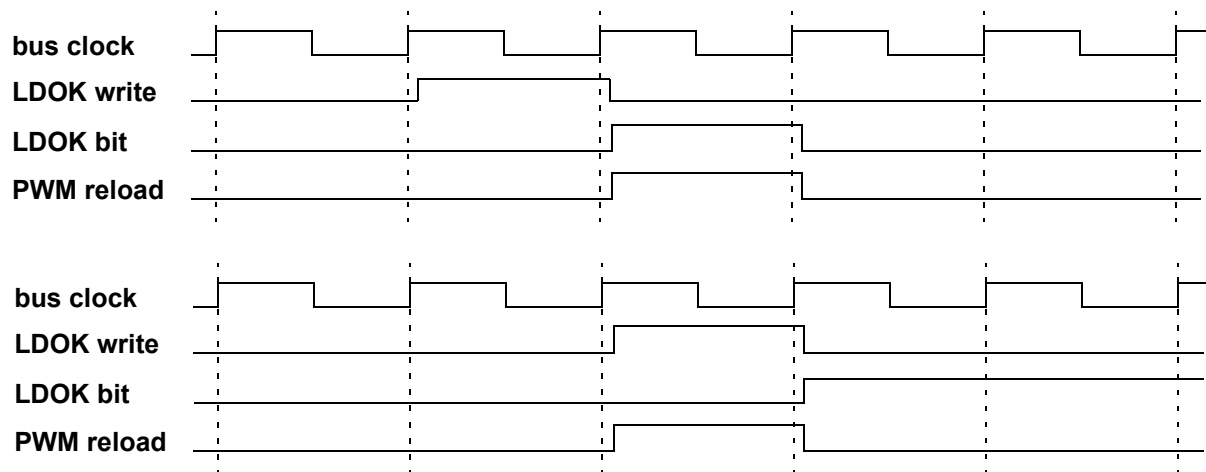 bus clock
LDOK write
LDOK bit
PWM reload
bus clock
LDOK write
LDOK bit
PWM reload